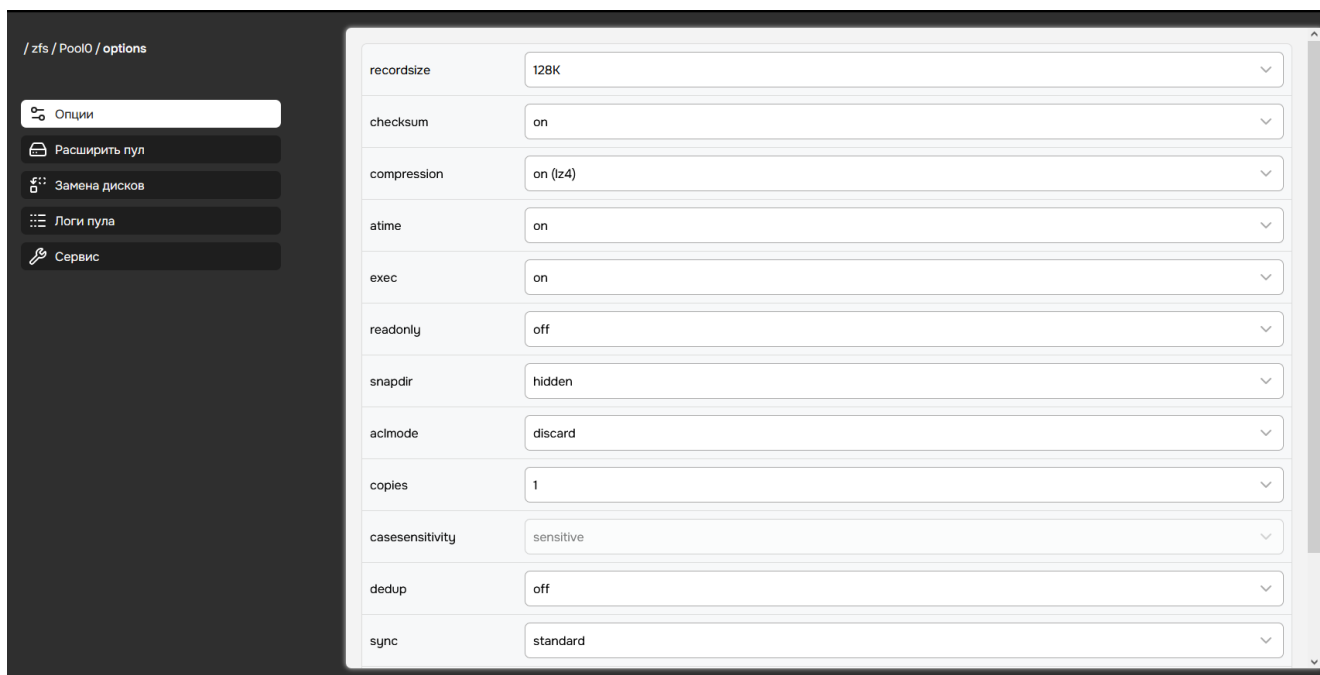 / zfs / Pool0 / options
Опции
Расширить пул
Замена дисков
Логи пула
Сервис
recordsize 128K
checksum on
compression on (lz4)
atime on
exec on
readonly off
snapdir hidden
aclmode discard
copies 1
casesensitivity sensitive
dedup off
sync standard